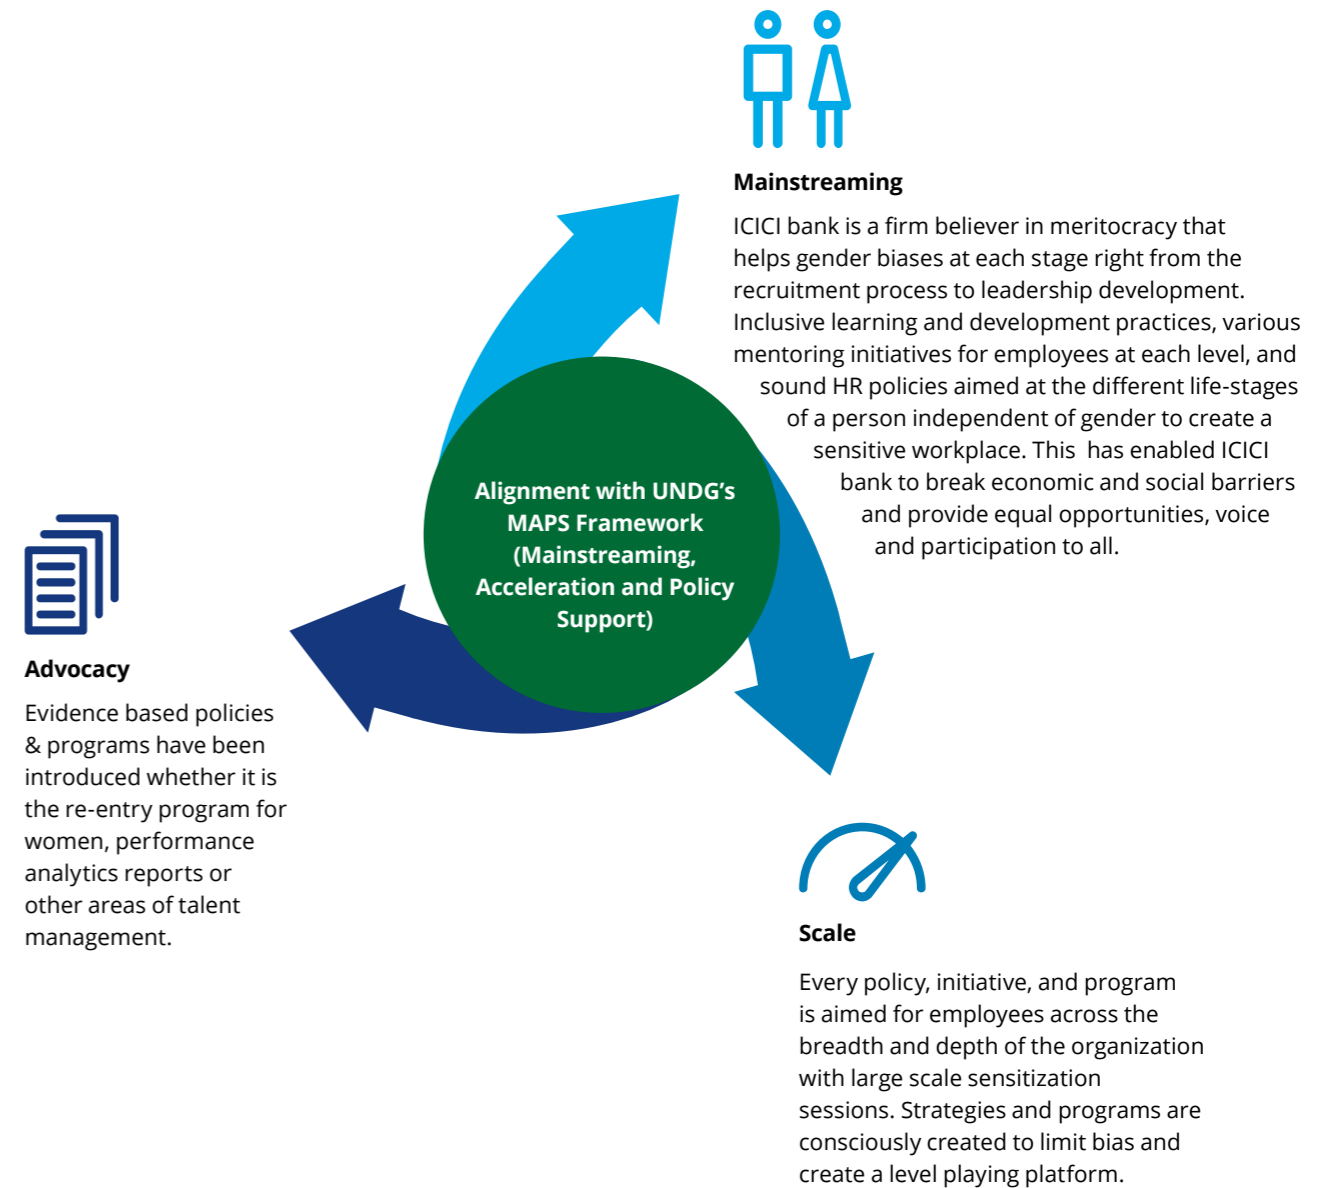 Mainstreaming
ICICI bank is a firm believer in meritocracy that
helps gender biases at each stage right from the
recruitment process to leadership development.
Inclusive learning and development practices, various
mentoring initiatives for employees at each level, and
sound HR policies aimed at the different life-stages
of a person independent of gender to create a
sensitive workplace. This has enabled ICICI
bank to break economic and social barriers
and provide equal opportunities, voice
and participation to all.
Alignment with UNDG’s
MAPS Framework
(Mainstreaming,
Acceleration and Policy
Support)
Advocacy
Evidence based policies
& programs have been
introduced whether it is
the re-entry program for
women, performance
analytics reports or
other areas of talent
management.
Scale
Every policy, initiative, and program
is aimed for employees across the
breadth and depth of the organization
with large scale sensitization
sessions. Strategies and programs are
consciously created to limit bias and
create a level playing platform.